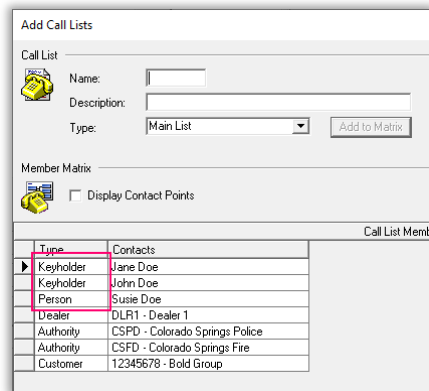 Add Call Lists
Call List
Name:
Description:
Type: Main List Add to Matrix
Member Matrix
Display Contact Points
Call List Memb
Type Contacts
Keyholder Jane Doe
Keyholder John Doe
Person Susie Doe
Dealer DLR1 - Dealer 1
Authority CSPD - Colorado Springs Police
Authority CSFD - Colorado Springs Fire
Customer 12345678 - Bold Group